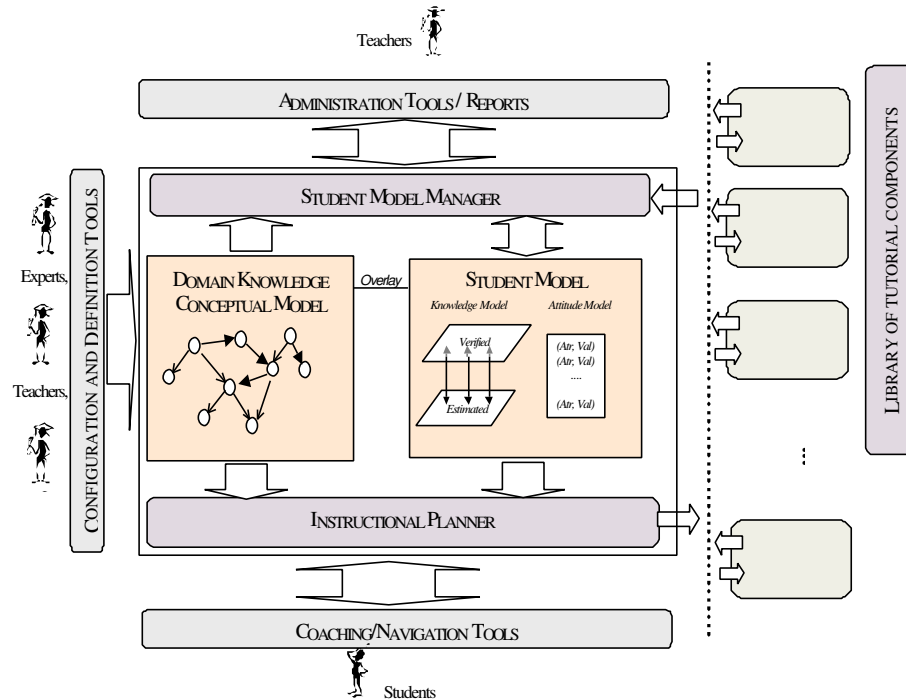 Teachers
ADMINISTRATION TOOLS / REPORTS
STUDENT MODEL MANAGER
CONFIGURATION AND DEFINITION TOOLS
Experts,
Teachers,
DOMAIN KNOWLEDGE
CONCEPTUAL MODEL
Overlay
STUDENT MODEL
Knowledge Model
Attitude Model
Verified
Estimated
(Atr, Val)
(Atr, Val)
....
(Atr, Val)
INSTRUCTIONAL PLANNER
COACHING/NAVIGATION TOOLS
Students
LIBRARY OF TUTORIAL COMPONENTS
...